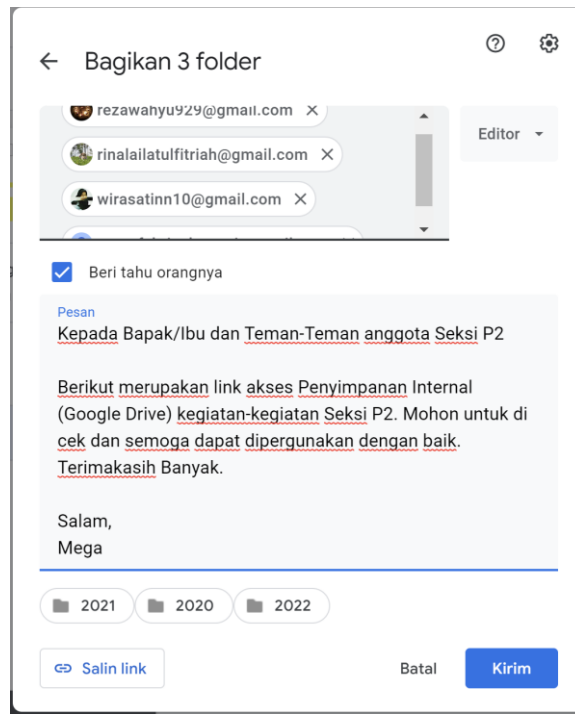 Bagikan 3 folder
rezawahyu929@gmail.com
Editor
rinalailatulfitriah@gmail.com
wirasatinn10@gmail.com
Beri tahu orangnya
Pesan
Kepada Bapak/Ibu dan Teman-Teman anggota Seksi P2
Berikut merupakan link akses Penyimpanan Internal
(Google Drive) kegiatan-kegiatan Seksi P2. Mohon untuk di
cek dan semoga dapat dipergunakan dengan baik.
Terimakasih Banyak.
Salam,
Mega
2021 2020 2022
Salin link Batal Kirim